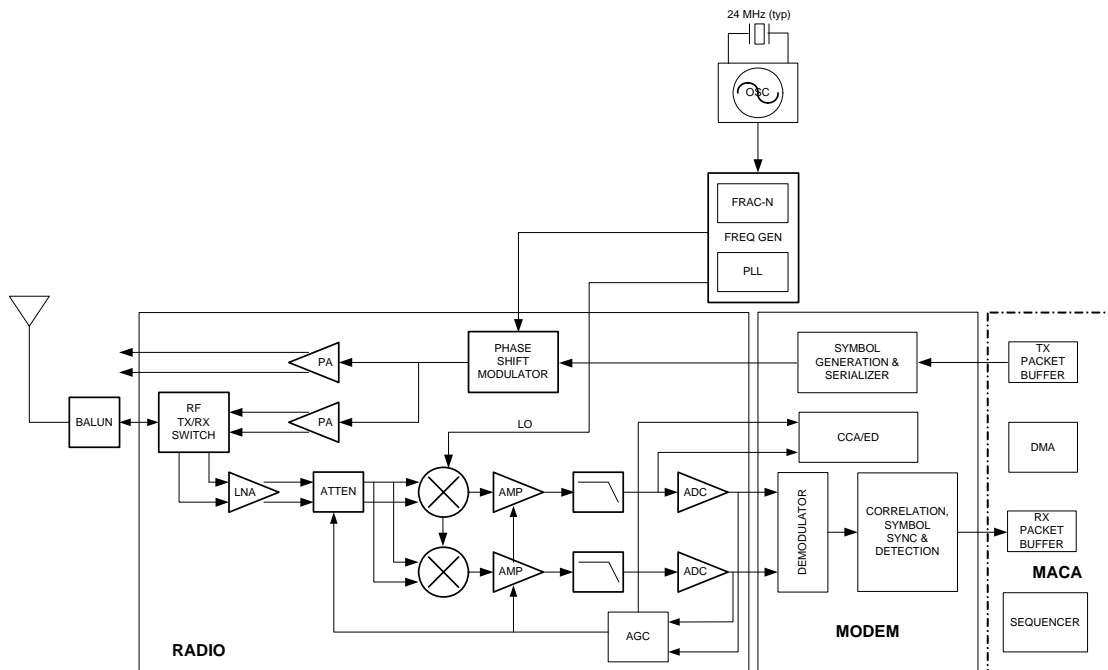 24 MHz (typ)
OSC
FRAC-N
FREQ GEN
PLL
PA
PHASE
SHIFT
MODULATOR
SYMBOL
GENERATION &
SERIALIZER
TX
PACKET
BUFFER
BALUN
RF
TX/RX
SWITCH
PA
LO
CCA/ED
DMA
LNA
ATTEN
AMP
ADC
DEMODULATOR
CORRELATION,
SYMBOL
SYNC &
DETECTION
RX
PACKET
BUFFER
AMP
ADC
MACA
AGC
SEQUENCER
RADIO
MODEM